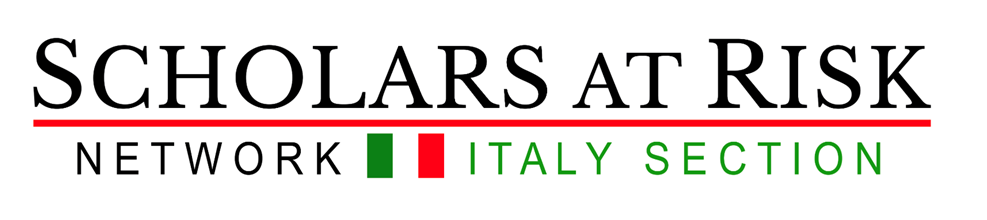 SCHOLARS AT RISK
NETWORK ITALY SECTION